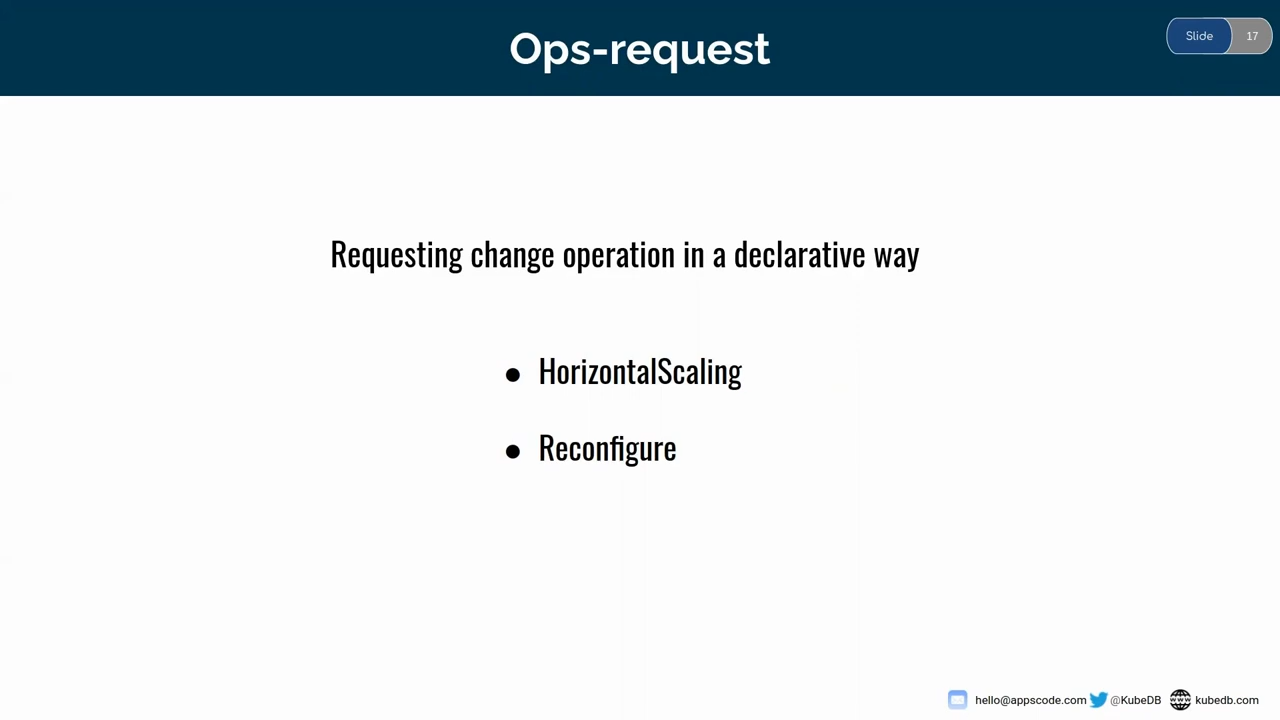 Ops-request
Slide 17
Requesting change operation in a declarative way
● HorizontalScaling
● Reconfigure
hello@appscode.com @KubeDB kubedb.com